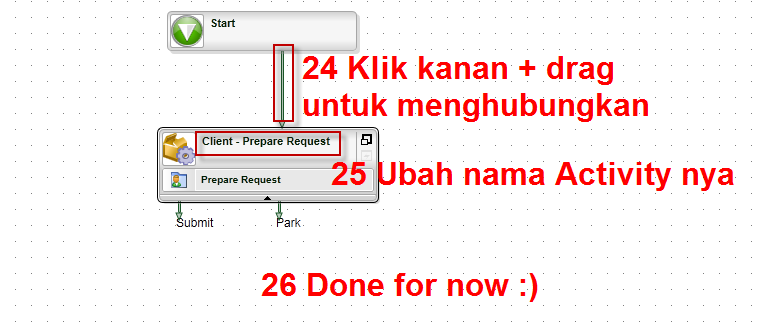 Start
24 Klik kanan + drag
untuk menghubungkan
Client - Prepare Request
25 Ubah nama Activity nya
Prepare Request
Submit
Park
26 Done for now :)